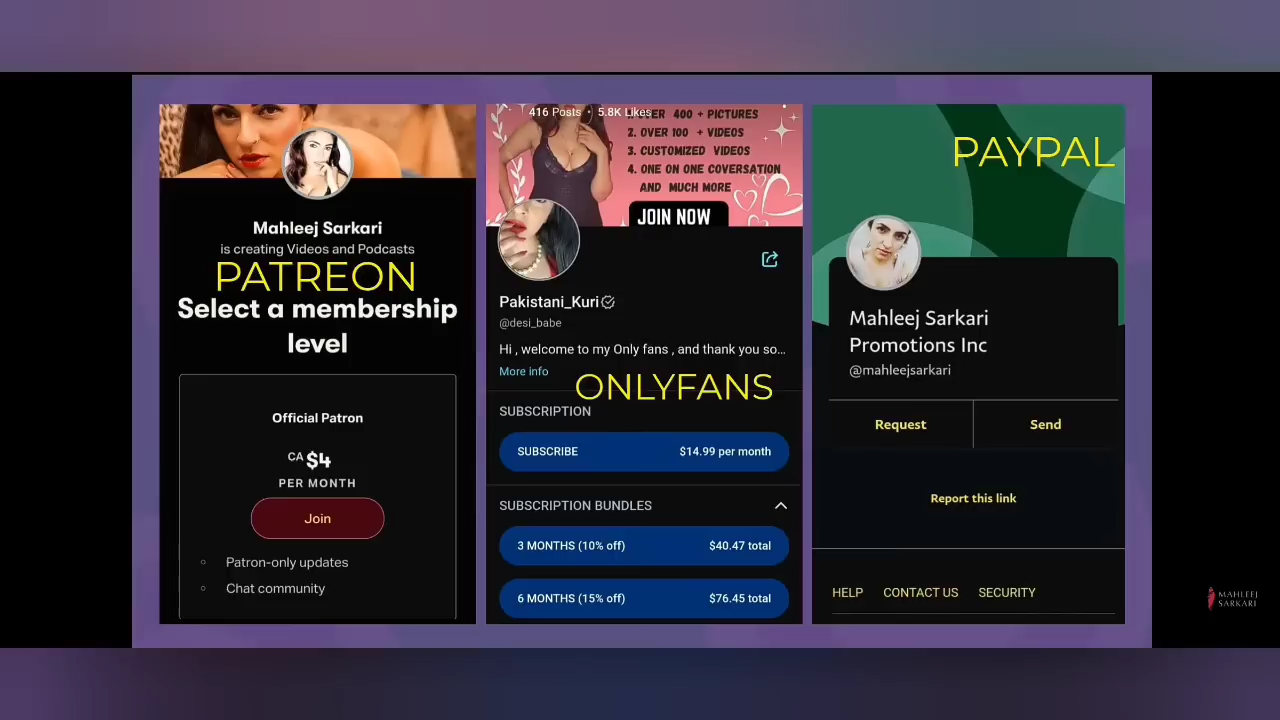 Mahleej Sarkari
is creating Videos and Podcasts
PATREON
Select a membership
level
Official Patron
CA $4
PER MONTH
Join
Patron-only updates
Chat community
416 Posts • 5.8K Likes
400 + PICTURES
2. OVER 100 + VIDEOS
3. CUSTOMIZED VIDEOS
4. ONE ON ONE COVERSATION
AND MUCH MORE
JOIN NOW
Pakistani_Kuri
@desi_babe
Hi , welcome to my Only fans , and thank you so...
More info
ONLYFANS
SUBSCRIPTION
SUBSCRIBE $14.99 per month
SUBSCRIPTION BUNDLES
3 MONTHS (10% off) $40.47 total
6 MONTHS (15% off) $76.45 total
PAYPAL
Mahleej Sarkari
Promotions Inc
@mahleejsarkari
Request Send
Report this link
HELP CONTACT US SECURITY
MAHLEEJ
SARKARI